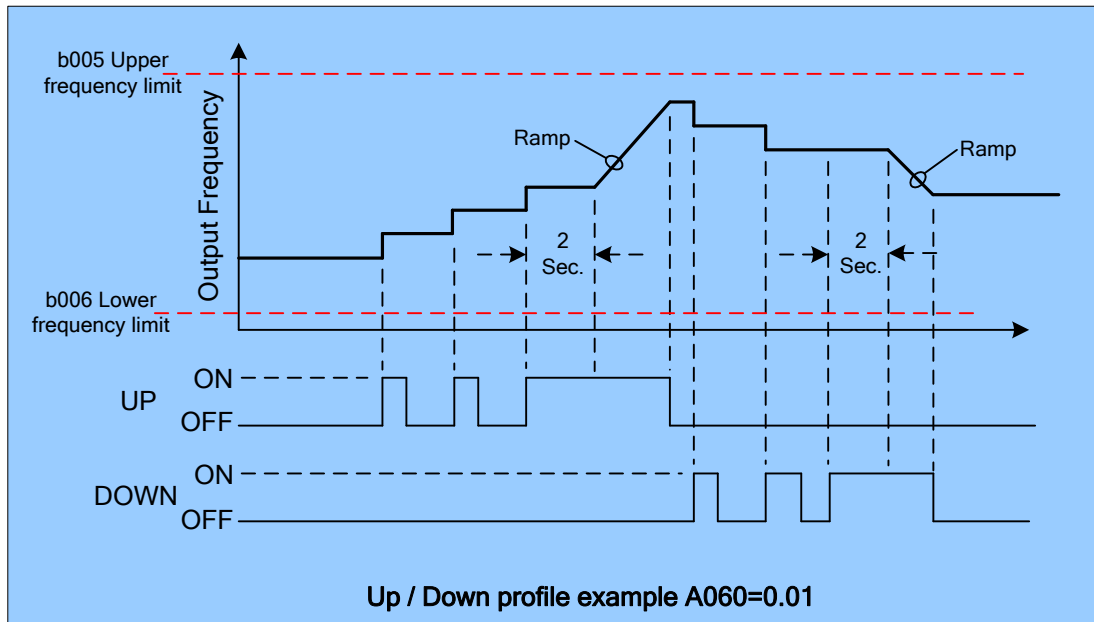 b005 Upper
frequency limit
Output Frequency
Ramp
Ramp
2
Sec.
2
Sec.
b006 Lower
frequency limit
ON
UP
OFF
ON
DOWN
OFF
Up / Down profile example A060=0.01